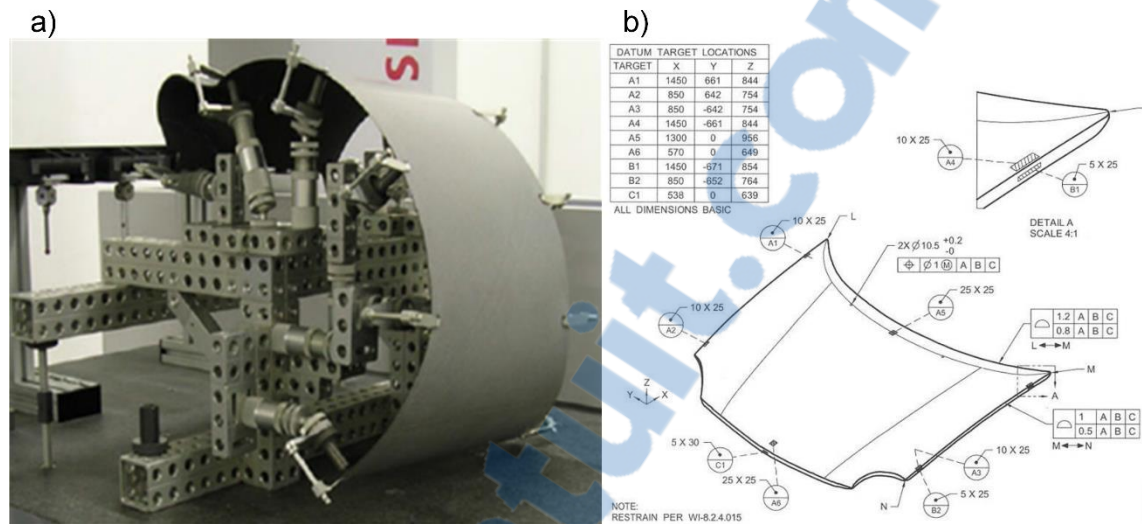 a)
b)
S
DATUM TARGET LOCATIONS
TARGET X Y Z
A1 1450 661 844
A2 850 642 754
A3 850 -642 754
A4 1450 -661 844
A5 1300 0 956
A6 570 0 649
B1 1450 -671 854
B2 850 -652 764
C1 538 0 639
ALL DIMENSIONS BASIC
10 X 25
A4
5 X 25
B1
DETAIL A
SCALE 4:1
10 X 25
A1
L
2X Ø10.5 +0.2
-0
⌖ Ø1 Ⓜ A B C
25 X 25
A5
10 X 25
A2
⌓ 1.2 A B C
0.8 A B C
L ◄─► M
M
A
Z
Y X
⌓ 1 A B C
0.5 A B C
M ◄─► N
5 X 30
C1
25 X 25
A6
10 X 25
A3
N
5 X 25
B2
NOTE:
RESTRAIN PER WI-8.2.4.015